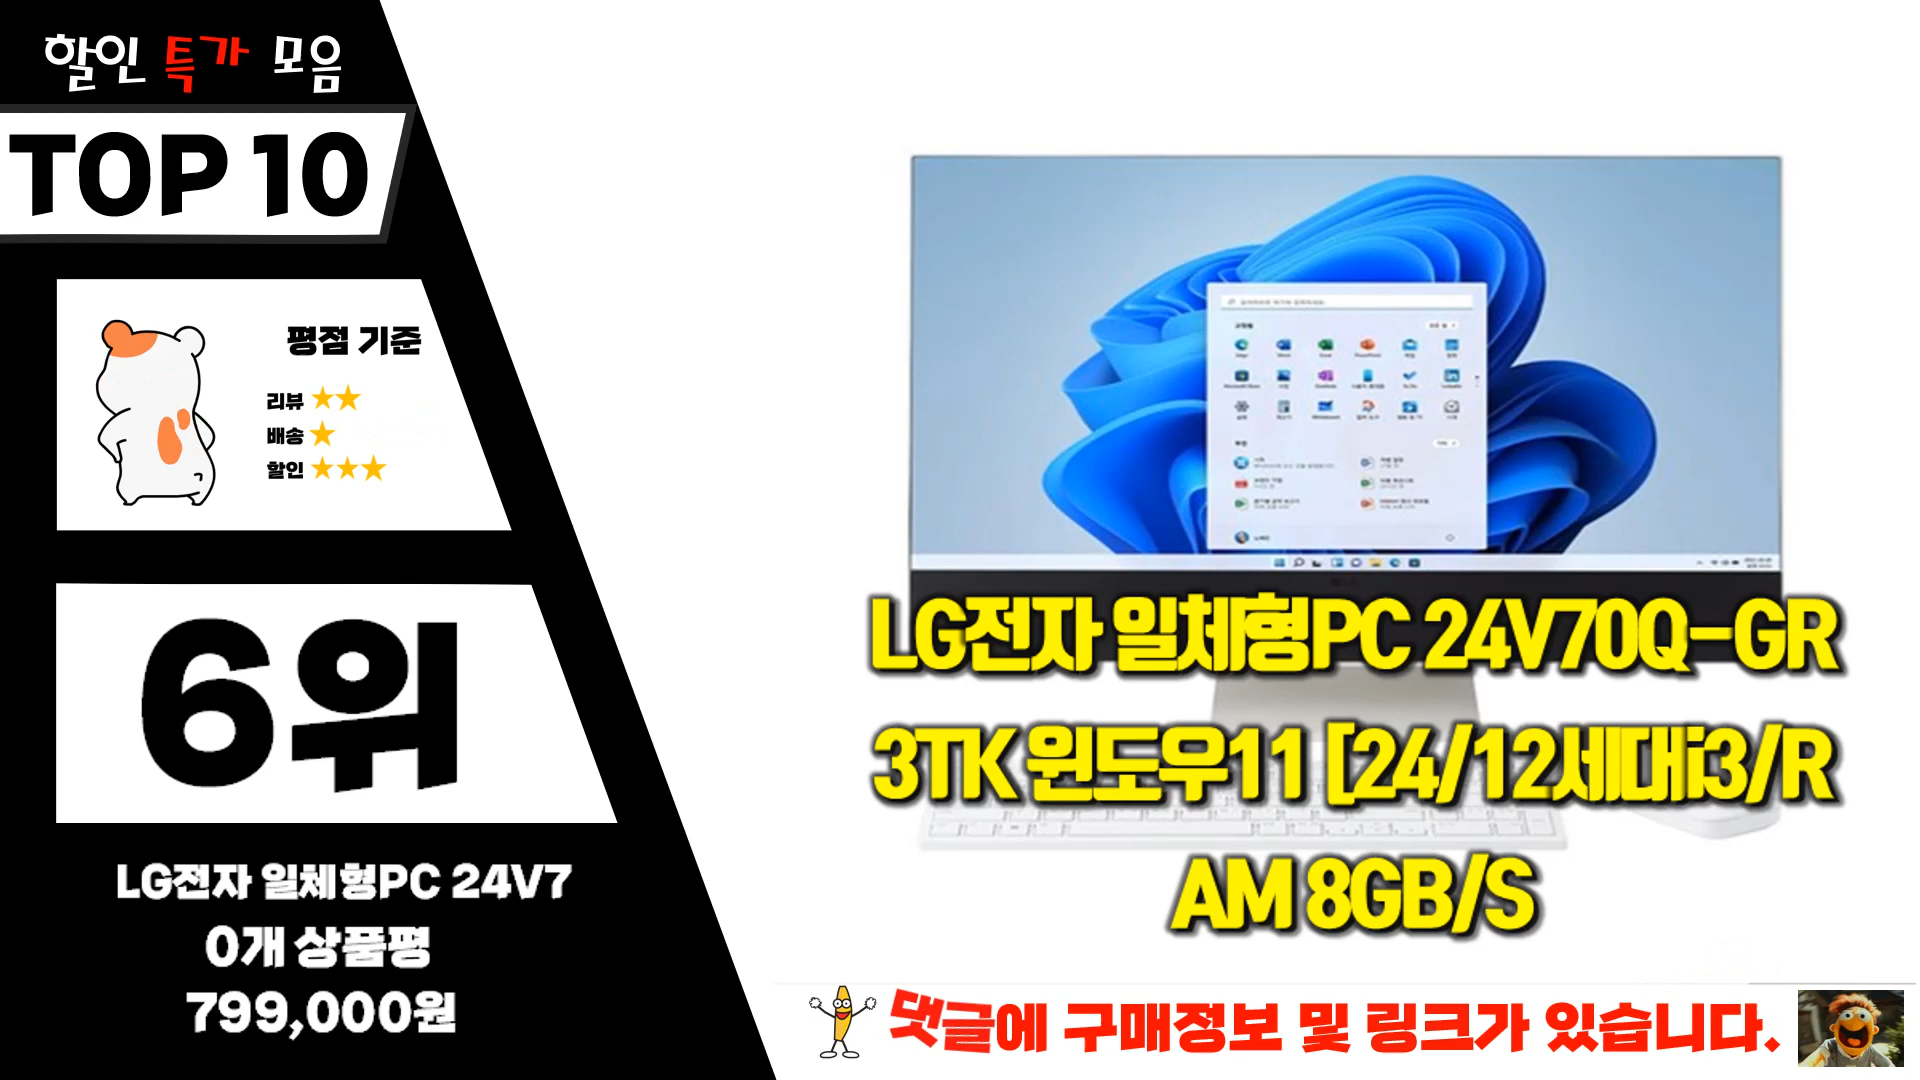 할인 특가 모음
TOP 10
평점 기준
리뷰 ★★
배송 ★
할인 ★★★
6위
LG전자 일체형PC 24V7
0개 상품평
799,000원
LG전자 일체형PC 24V70Q-GR
3TK 윈도우11 [24/12세대i3/R
AM 8GB/S
댓글에 구매정보 및 링크가 있습니다.